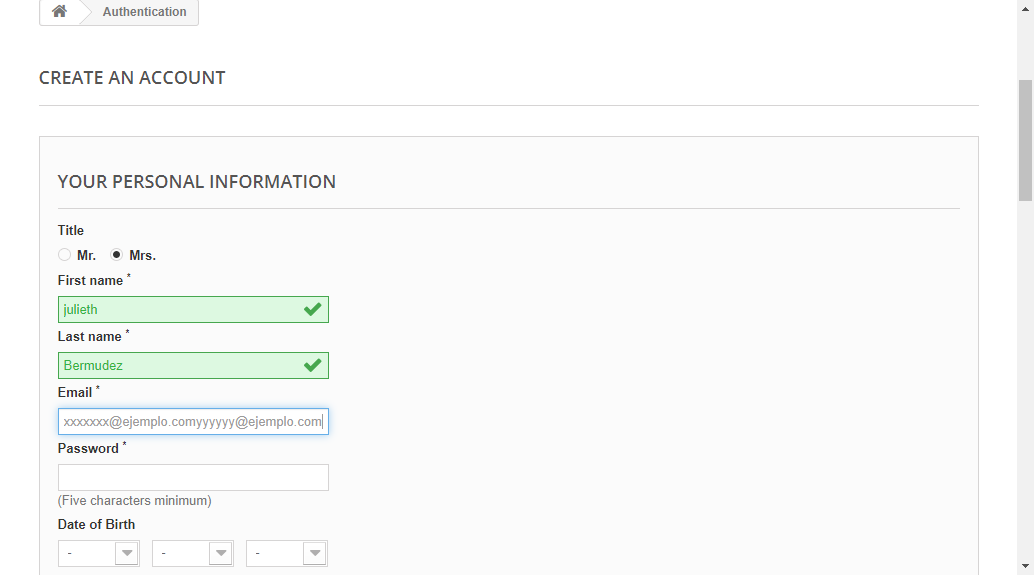 Authentication
CREATE AN ACCOUNT
YOUR PERSONAL INFORMATION
Title
Mr. Mrs.
First name *
julieth
Last name *
Bermudez
Email *
xxxxxxx@ejemplo.comyyyyyy@ejemplo.com
Password *
(Five characters minimum)
Date of Birth
- - -